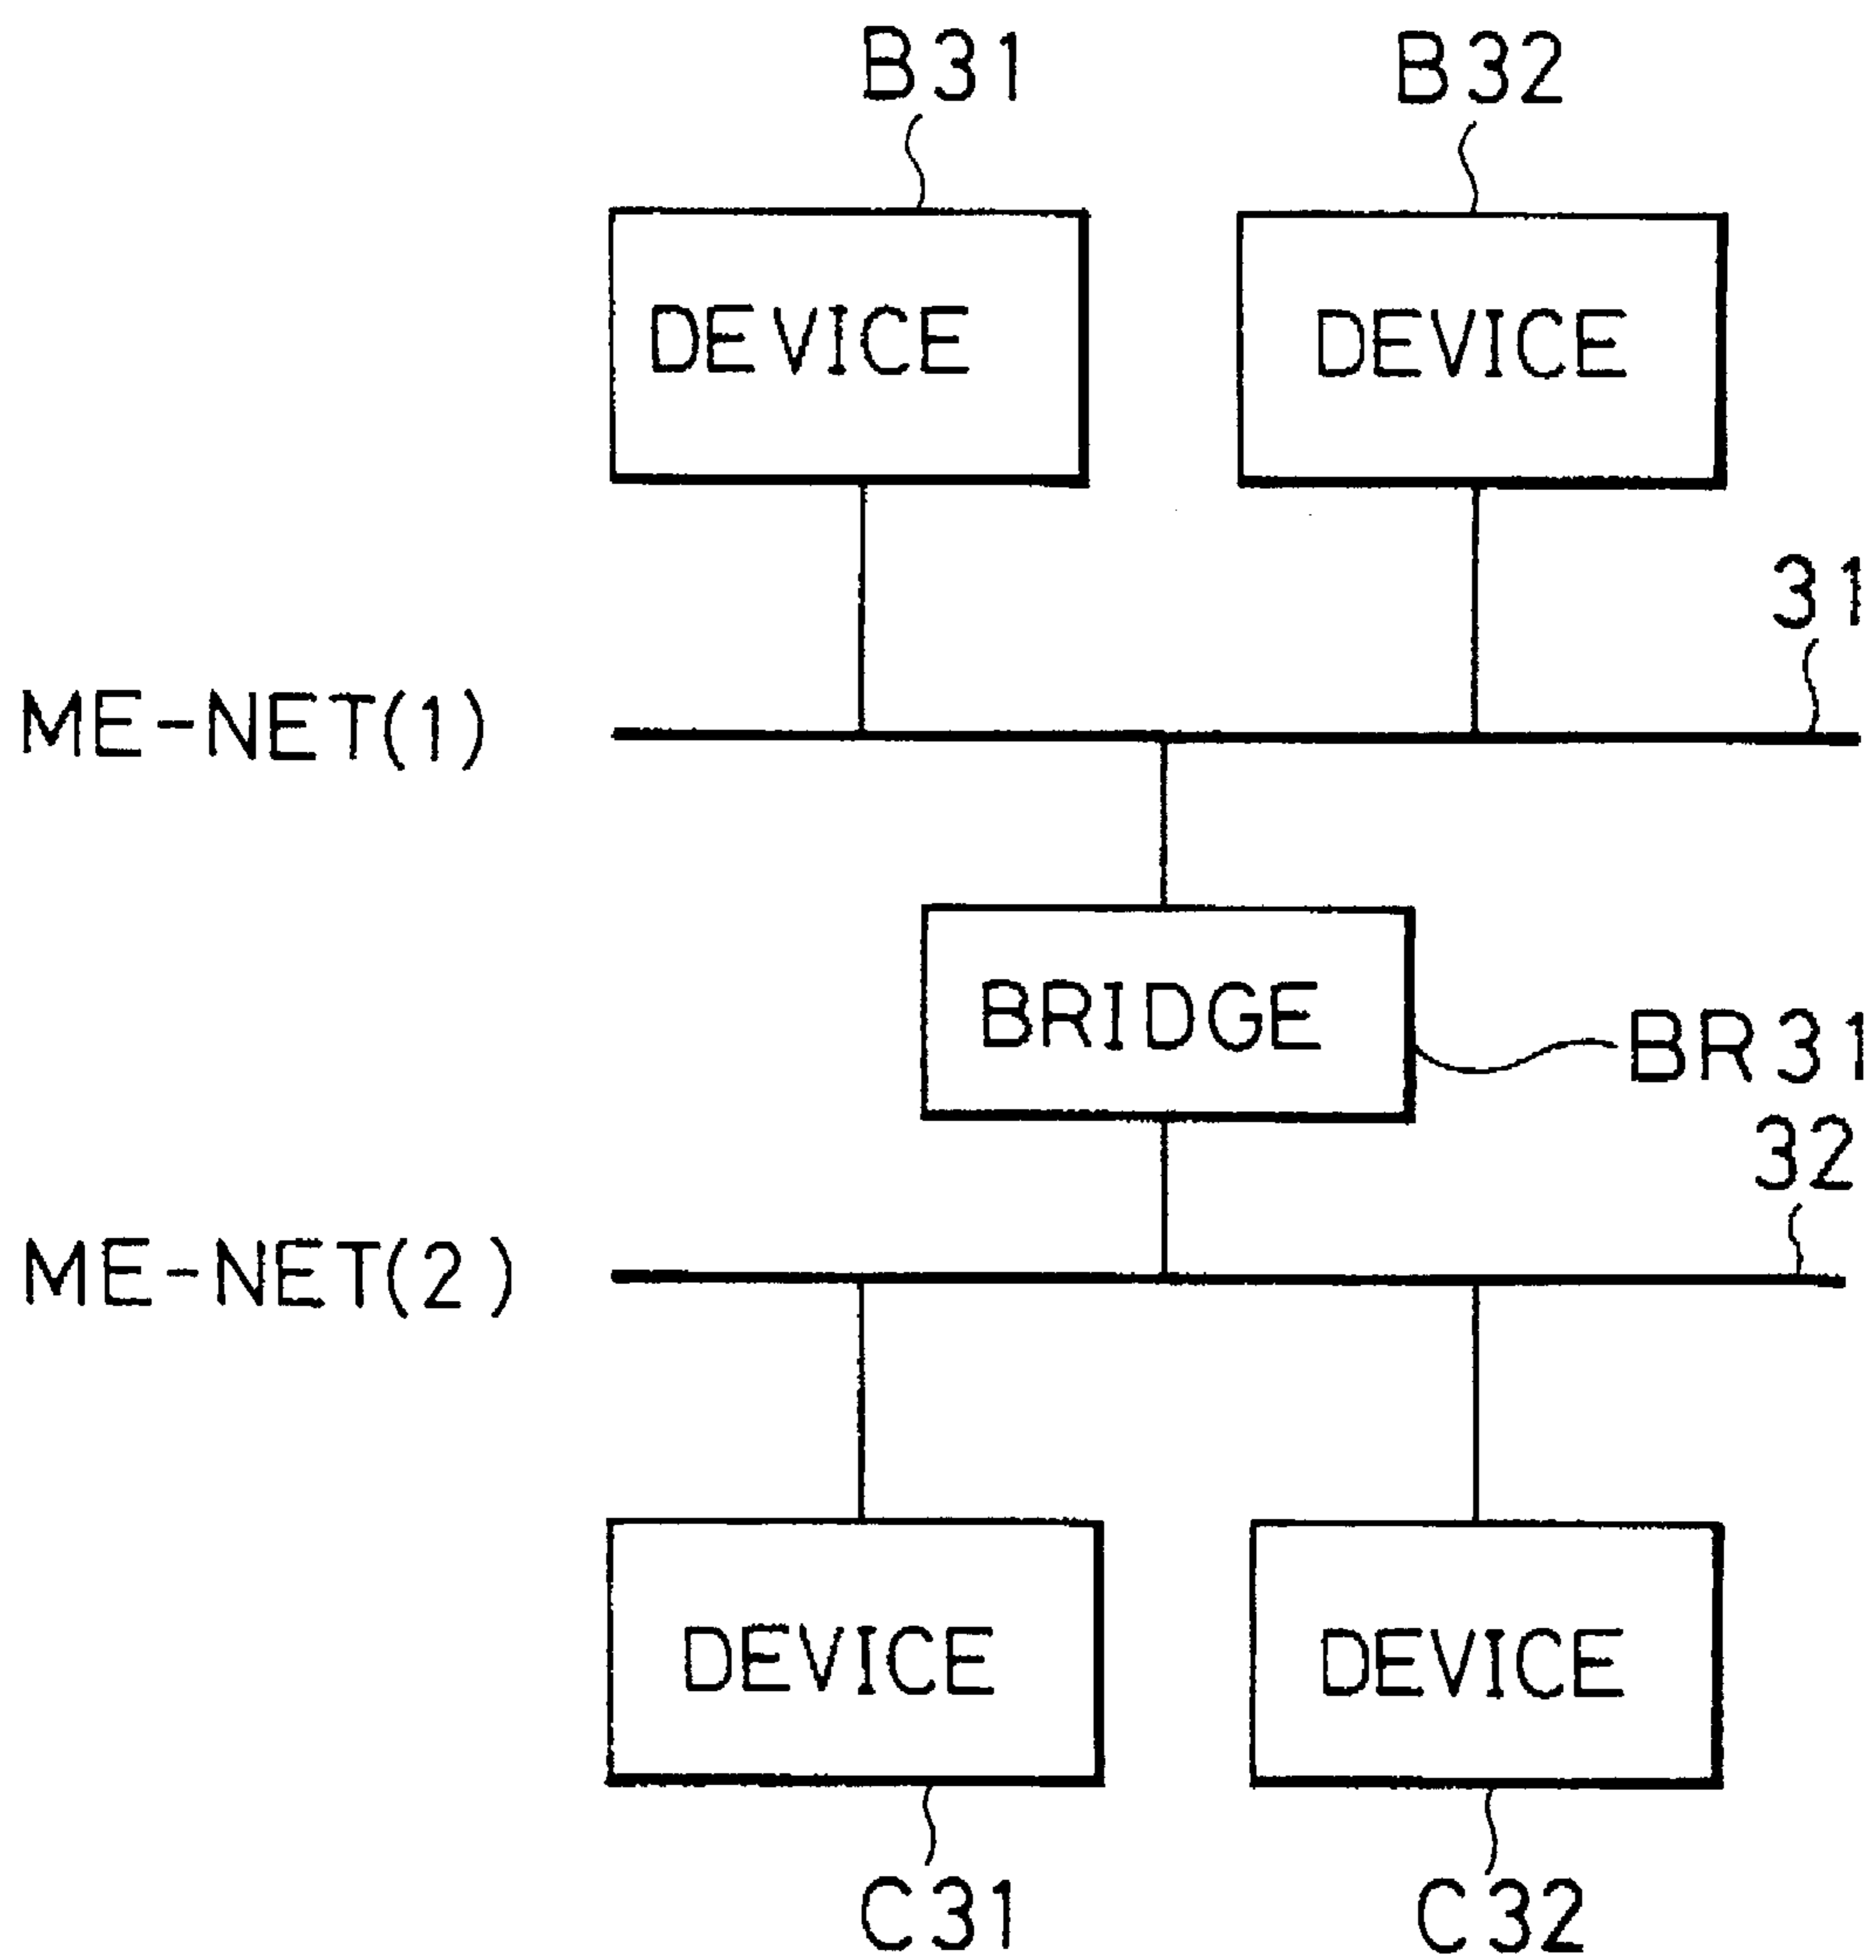 B31 B32
DEVICE DEVICE
31
ME-NET(1)
BRIDGE
BR31
32
ME-NET(2)
DEVICE DEVICE
C31 C32